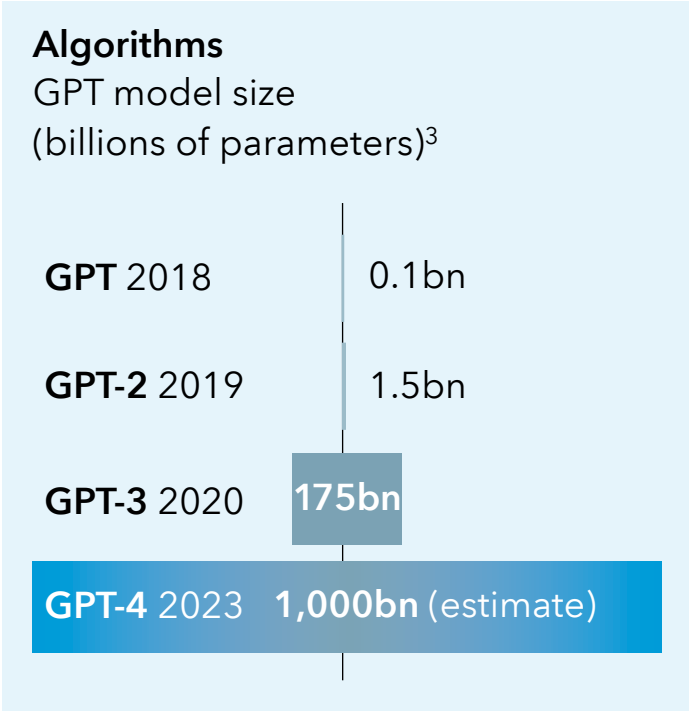 Algorithms
GPT model size
(billions of parameters)³
GPT 2018 0.1bn
GPT-2 2019 1.5bn
GPT-3 2020 175bn
GPT-4 2023 1,000bn (estimate)